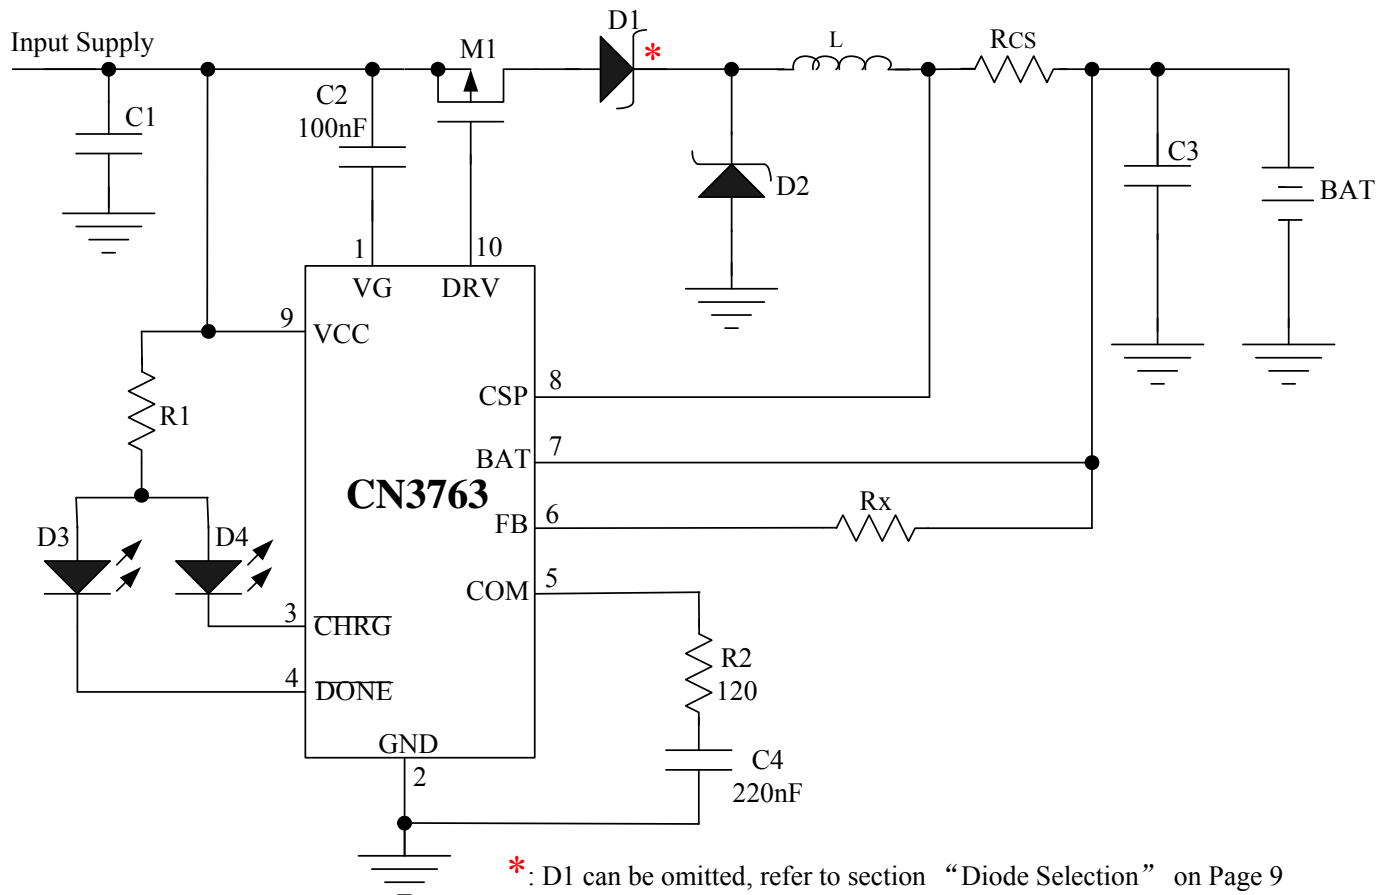 D1
Input Supply
M1
*
L
RCS
C2
100nF
C1
C3
D2
BAT
1
10
VG
DRV
9
VCC
8
CSP
R1
7
BAT
CN3763
Rx
6
FB
D3
D4
5
COM
3
CHRG
R2
120
4
DONE
GND
2
C4
220nF
*: D1 can be omitted, refer to section “Diode Selection” on Page 9